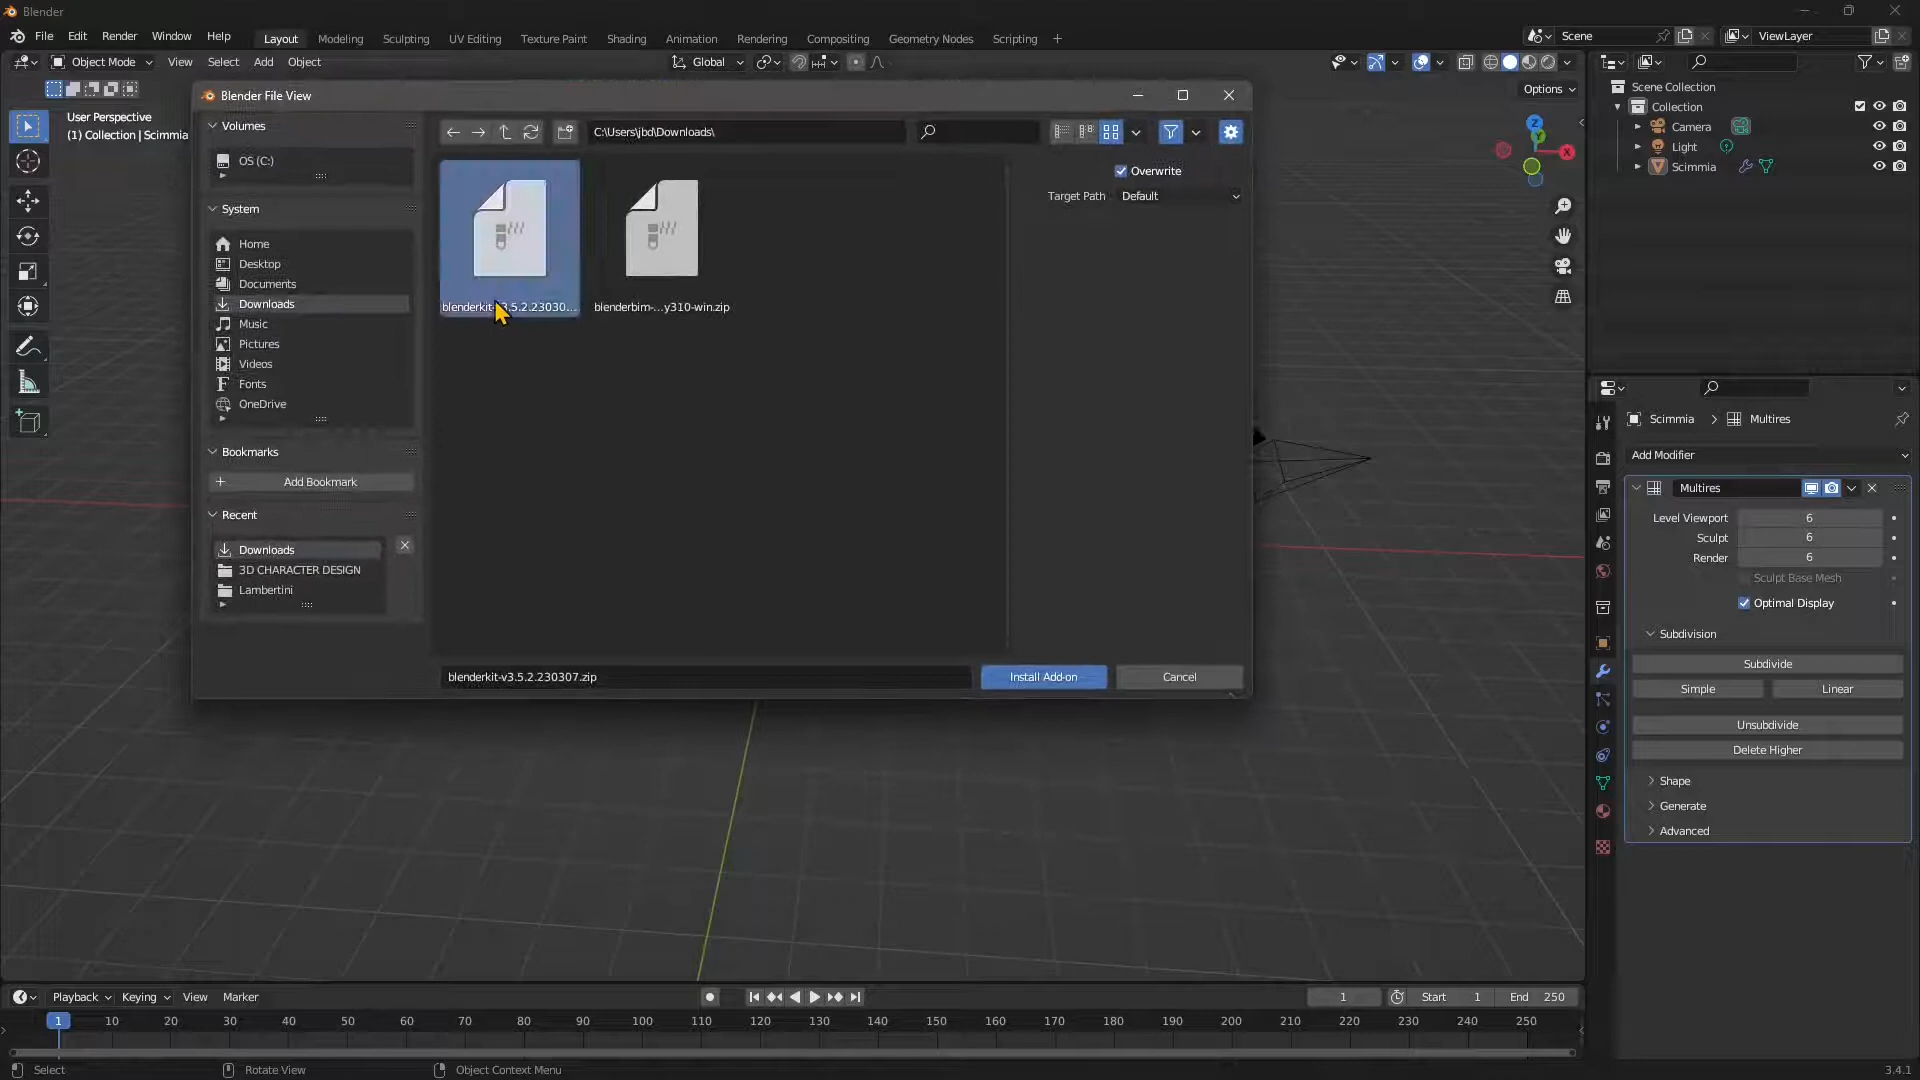 Blender
File Edit Render Window Help
Layout Modeling Sculpting UV Editing Texture Paint Shading Animation Rendering Compositing Geometry Nodes Scripting +
Scene
ViewLayer
Object Mode View Select Add Object
Global
Options
User Perspective
(1) Collection | Scimmia
Blender File View
Volumes
OS (C:)
System
Home
Desktop
Documents
Downloads
Music
Pictures
Videos
Fonts
OneDrive
Bookmarks
Add Bookmark
Recent
Downloads
3D CHARACTER DESIGN
Lambertini
C:\Users\jbd\Downloads\
blenderbim-...y310-win.zip
Overwrite
Target Path Default
blenderkit-v3.5.2.230307.zip
Install Add-on
Cancel
Z
Y
X
Scene Collection
Collection
Camera
Light
Scimmia
Scimmia > Multires
Add Modifier
Multires
Level Viewport 6
Sculpt 6
Render 6
Sculpt Base Mesh
Optimal Display
Subdivision
Subdivide
Simple Linear
Unsubdivide
Delete Higher
Shape
Generate
Advanced
Playback Keying View Marker
1 Start 1 End 250
1 10 20 30 40 50 60 70 80 90 100 110 120 130 140 150 160 170 180 190 200 210 220 230 240 250
Select Rotate View Object Context Menu
3.4.1